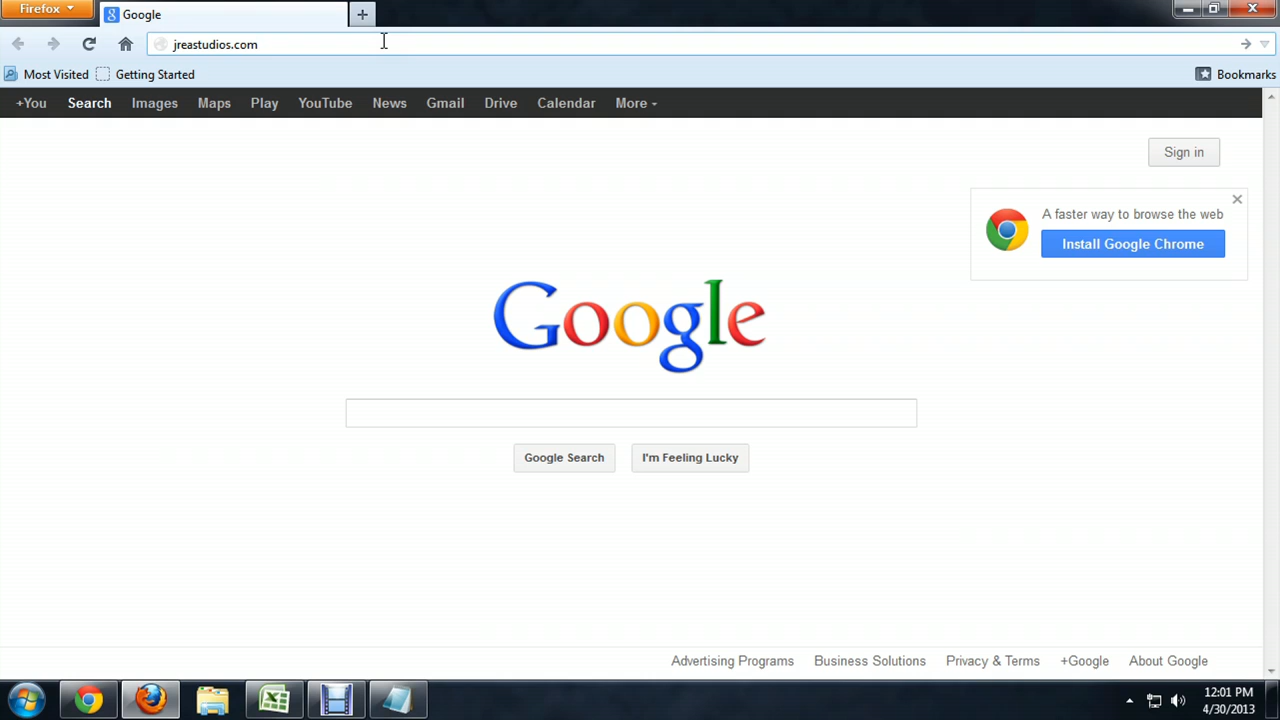 Firefox
Google
jreastudios.com
Most Visited Getting Started Bookmarks
+You Search Images Maps Play YouTube News Gmail Drive Calendar More
Sign in
A faster way to browse the web
Install Google Chrome
Google
Google Search I'm Feeling Lucky
Advertising Programs Business Solutions Privacy & Terms +Google About Google
12:01 PM
4/30/2013